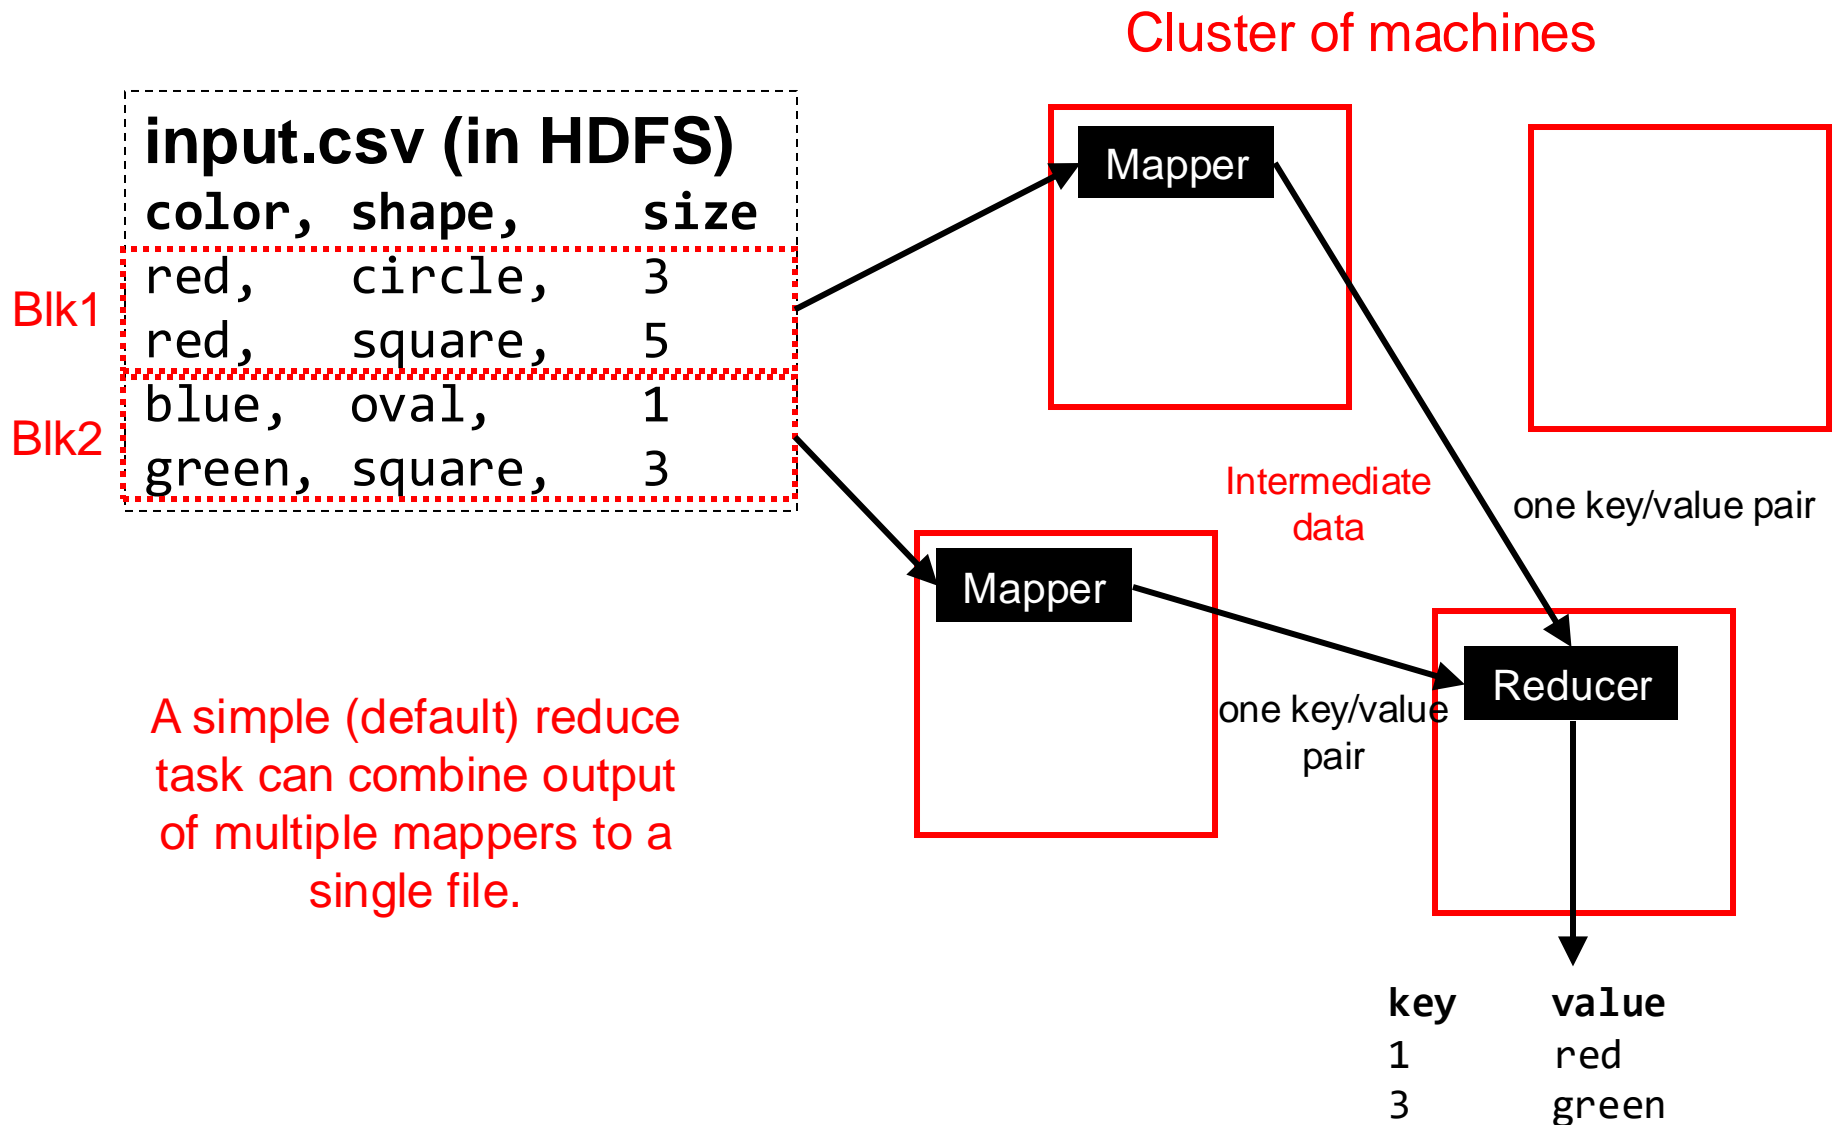 Cluster of machines
input.csv (in HDFS)
color, shape, size
red, circle, 3
red, square, 5
blue, oval, 1
green, square, 3
Blk1
Blk2
Mapper
Mapper
Intermediate
data
one key/value pair
one key/value
pair
Reducer
A simple (default) reduce
task can combine output
of multiple mappers to a
single file.
key value
1 red
3 green